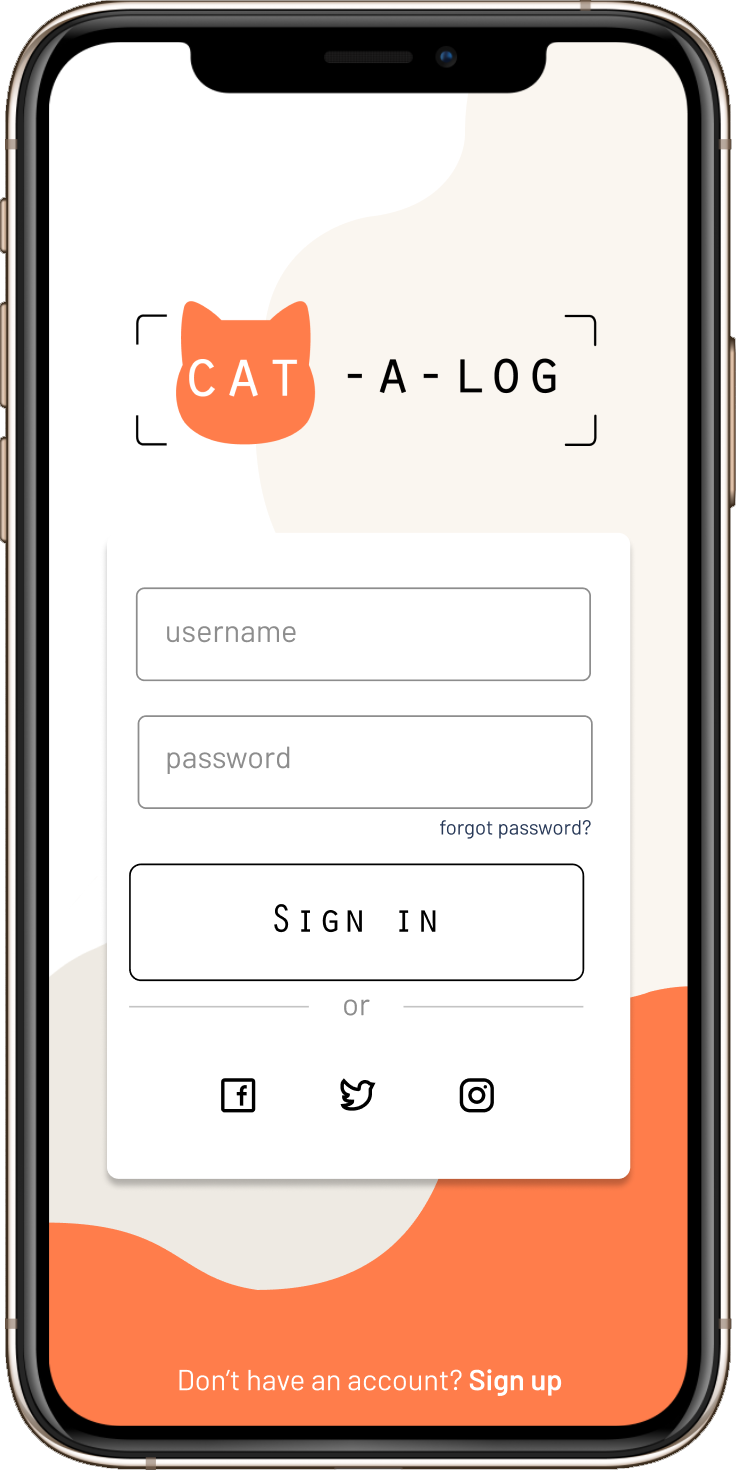 CAT -A-LOG
username
password
forgot password?
Sign in
or
Don't have an account? Sign up